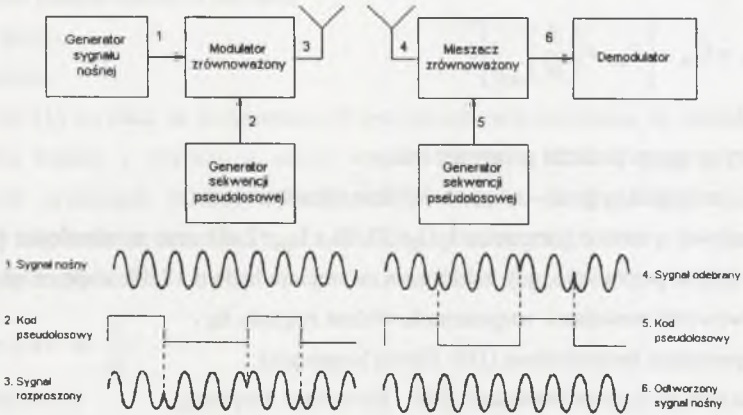 Generator
sygnału
nośnej
1
Modulator
zrównoważony
3
4
Mieszacz
zrównoważony
6
Demodulator
2
5
Generator
sekwencji
pseudolosowej
Generator
sekwencji
pseudolosowej
1. Sygnał nośny
4. Sygnał odebrany
2. Kod
pseudolosowy
5. Kod
pseudolosowy
3. Sygnał
rozproszony
6. Odtworzony
sygnał nośny